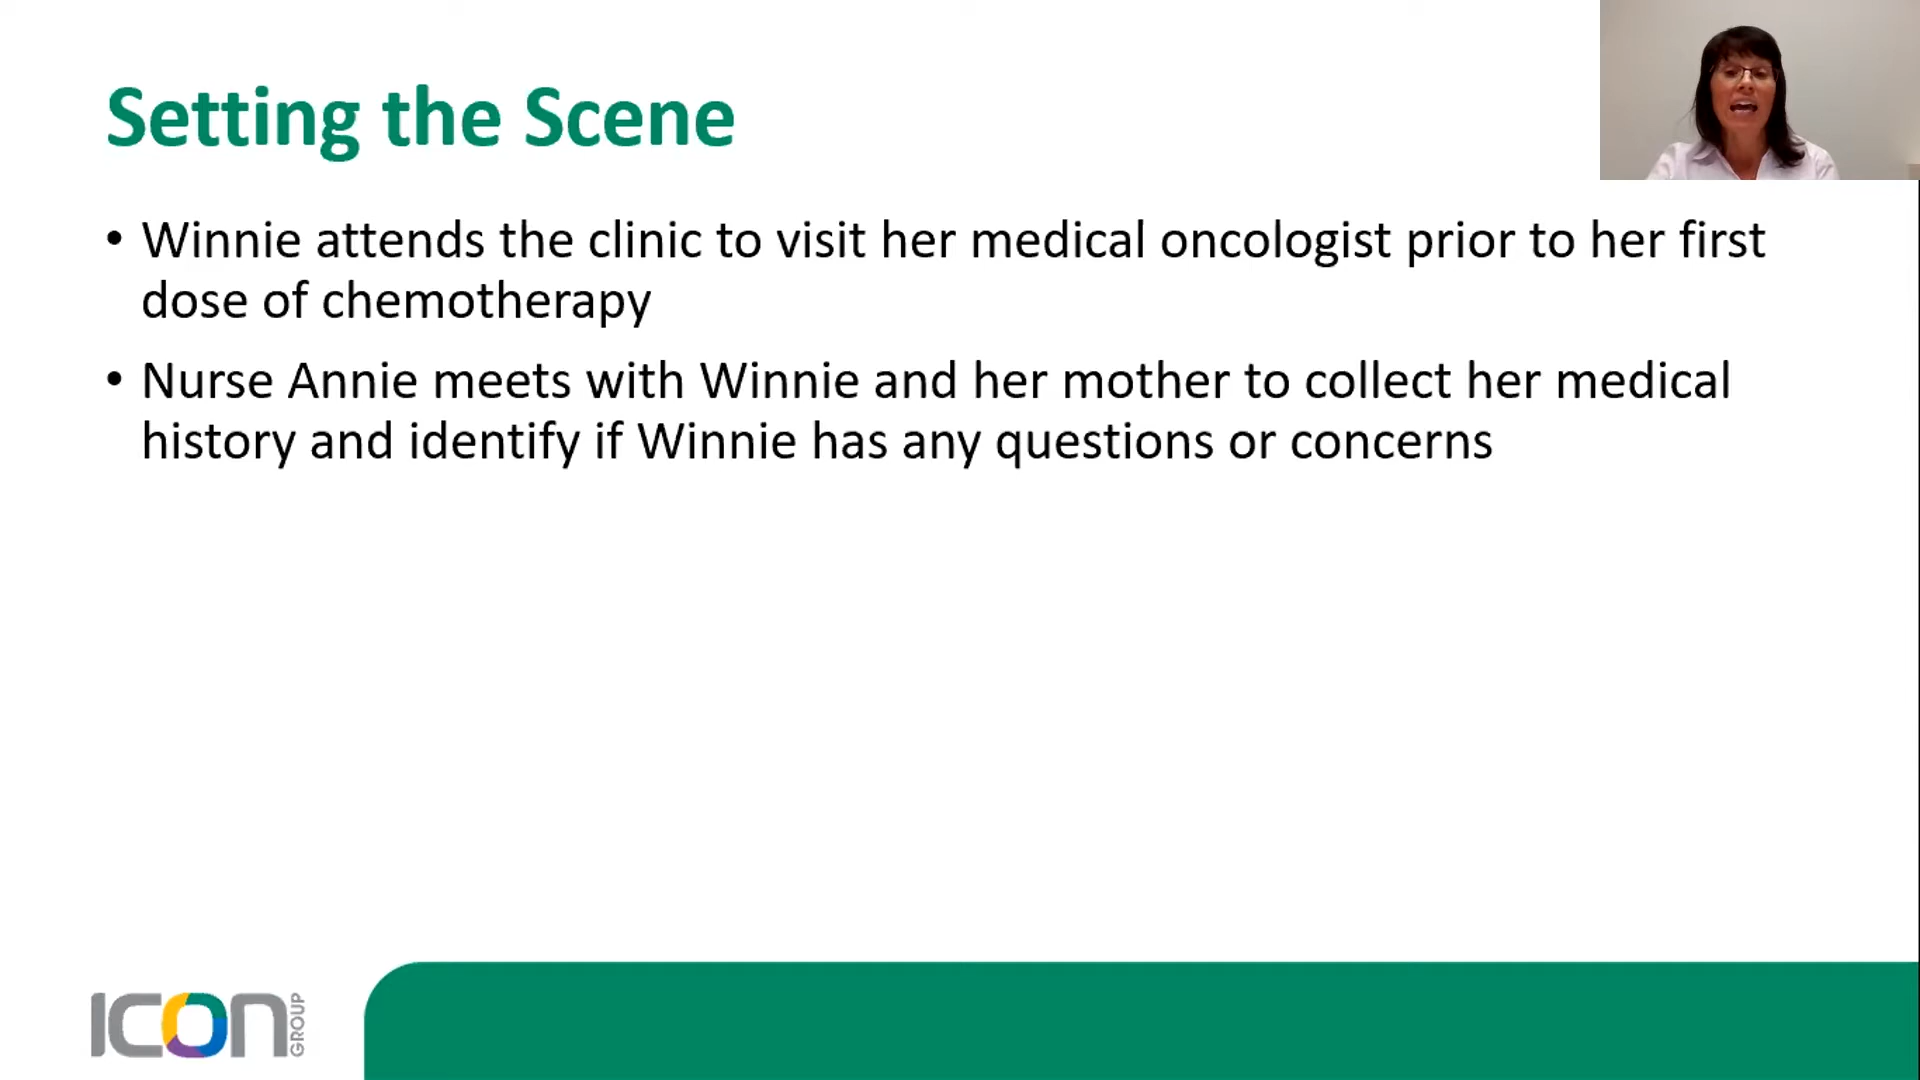 Setting the Scene
• Winnie attends the clinic to visit her medical oncologist prior to her first
dose of chemotherapy
• Nurse Annie meets with Winnie and her mother to collect her medical
history and identify if Winnie has any questions or concerns
ICON GROUP